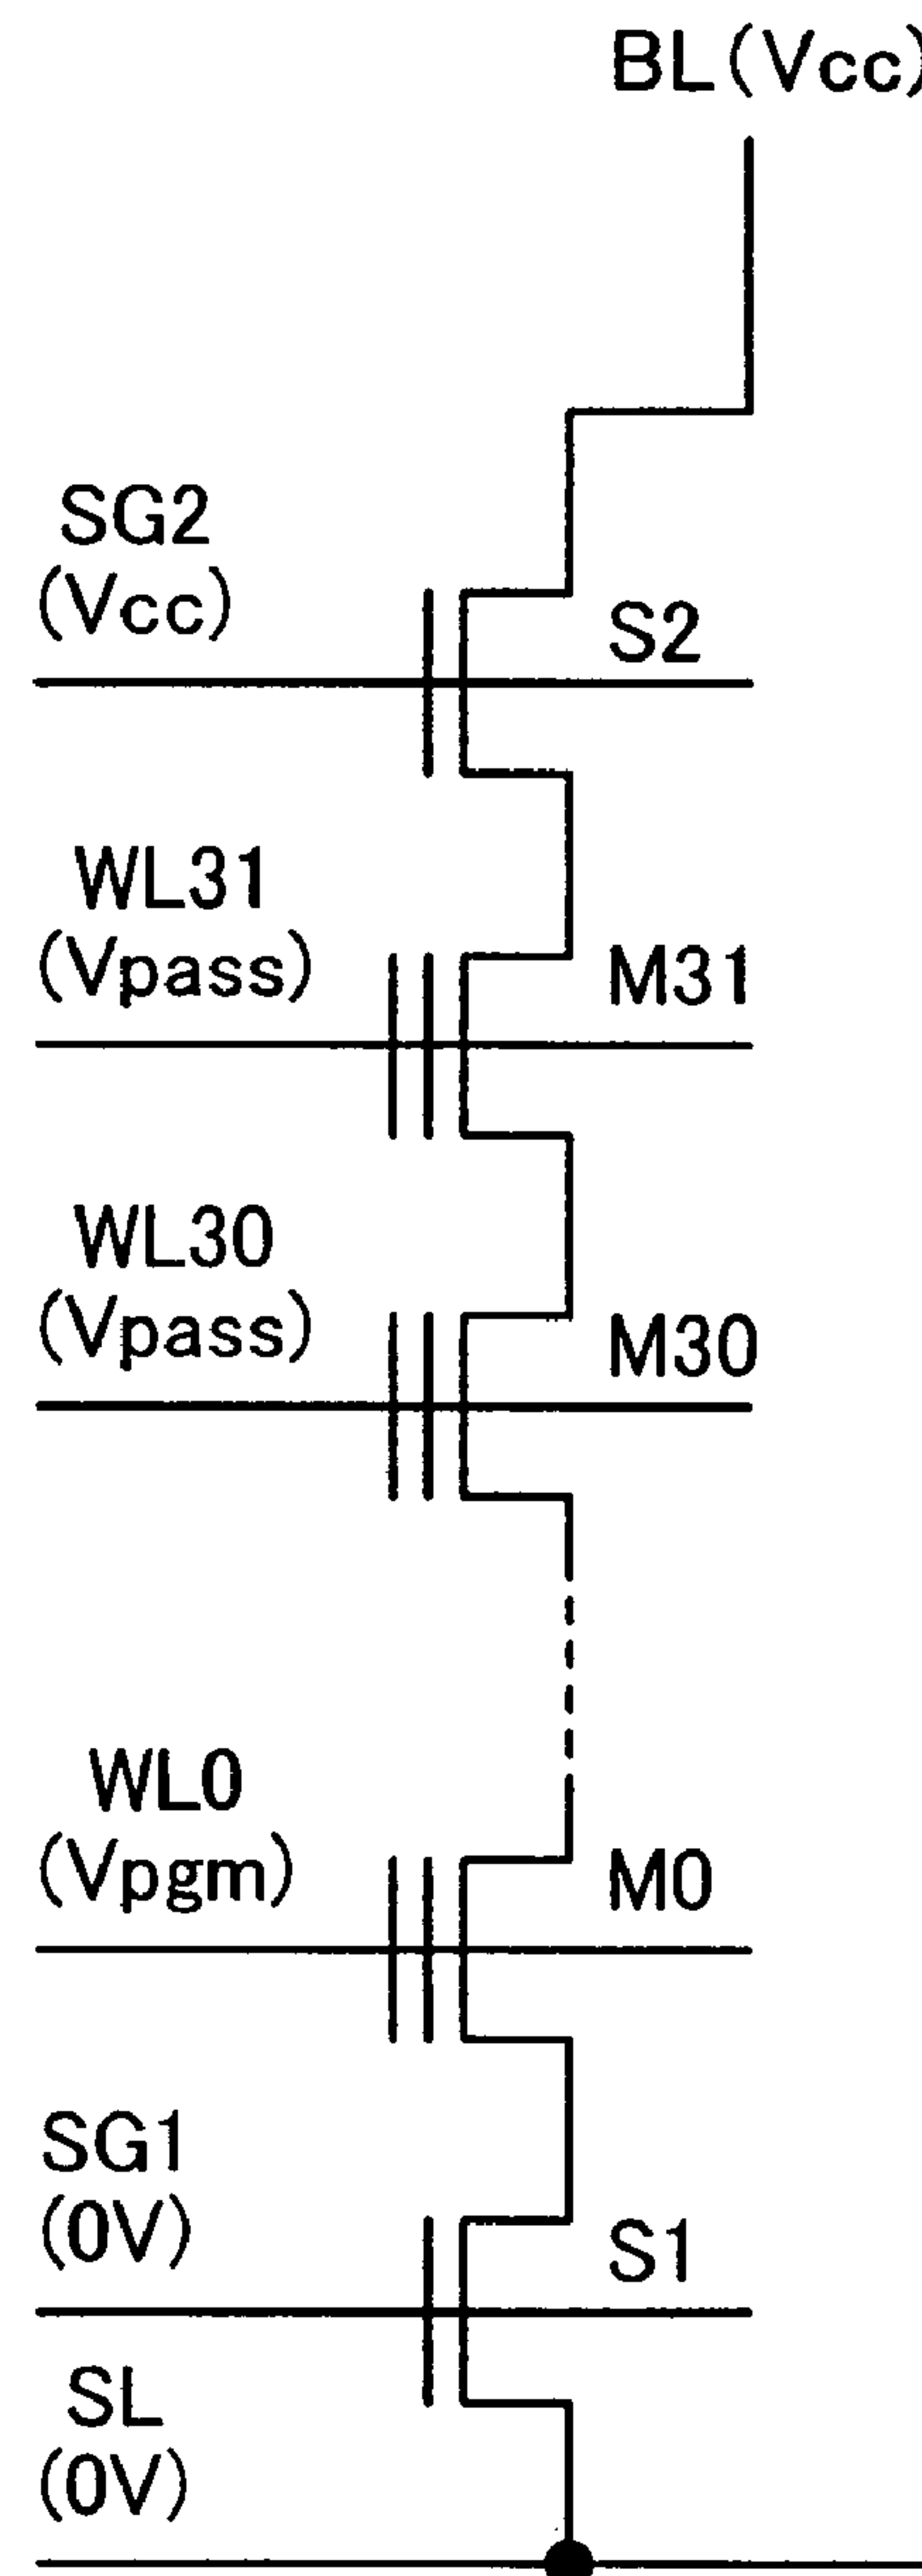 BL(Vcc)
SG2
(Vcc)
S2
WL31
(Vpass)
M31
WL30
(Vpass)
M30
WL0
(Vpgm)
M0
SG1
(0V)
S1
SL
(0V)